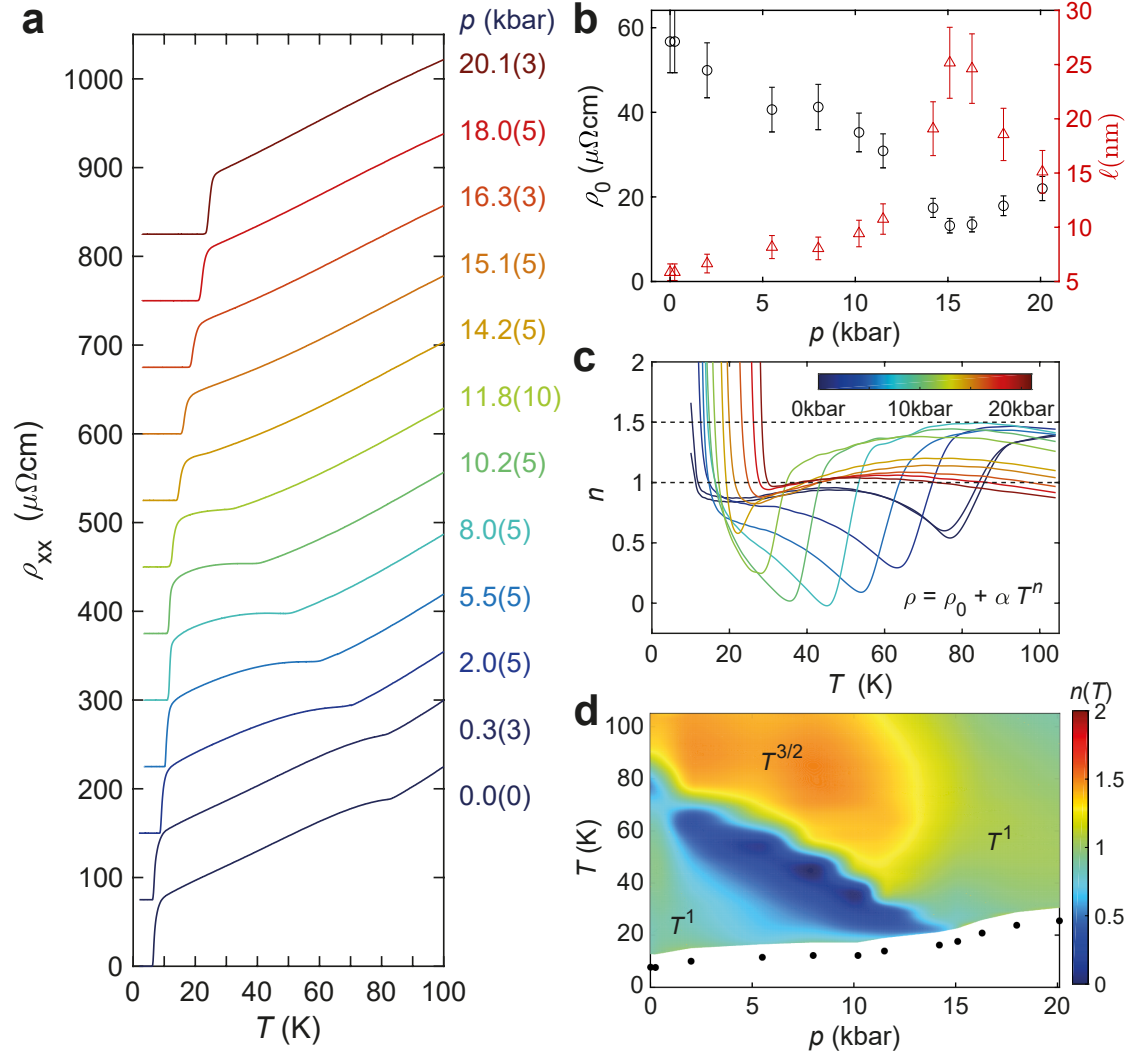 a
p (kbar)
20.1(3)
18.0(5)
16.3(3)
15.1(5)
14.2(5)
11.8(10)
10.2(5)
8.0(5)
5.5(5)
2.0(5)
0.3(3)
0.0(0)
1000
900
800
700
600
500
400
300
200
100
0
ρxx (μΩcm)
0 20 40 60 80 100
T (K)
b
60
40
20
0
ρ0 (μΩcm)
30
25
20
15
10
5
ℓ(nm)
0 5 10 15 20
p (kbar)
c
2
1.5
1
0.5
0
n
0kbar 10kbar 20kbar
ρ = ρ0 + α T^n
0 20 40 60 80 100
T (K)
d
n(T)
100
80
60
40
20
0
T (K)
T^3/2
T^1
T^1
2
1.5
1
0.5
0
0 5 10 15 20
p (kbar)